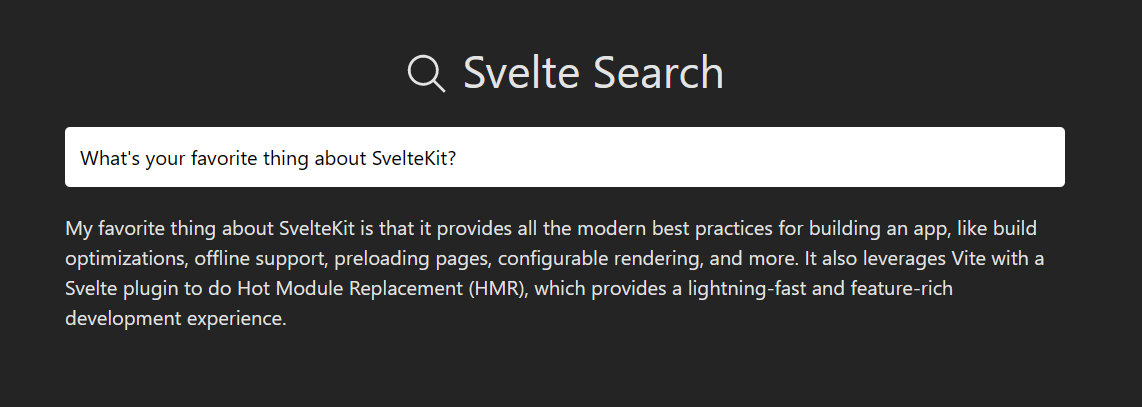 Svelte Search
What's your favorite thing about SvelteKit?
My favorite thing about SvelteKit is that it provides all the modern best practices for building an app, like build
optimizations, offline support, preloading pages, configurable rendering, and more. It also leverages Vite with a
Svelte plugin to do Hot Module Replacement (HMR), which provides a lightning-fast and feature-rich
development experience.